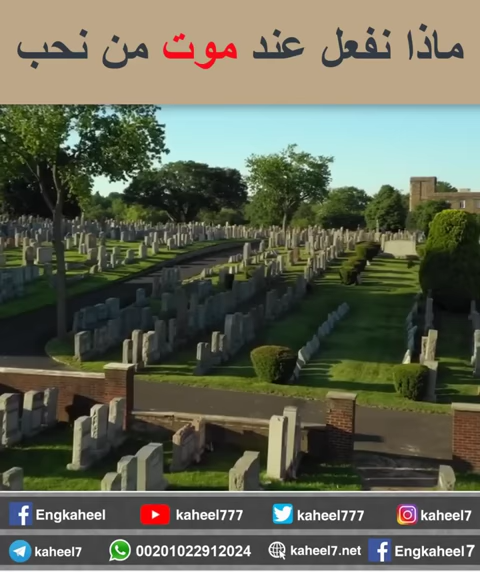 ماذا نفعل عند موت من نحب
Engkaheel kaheel777 kaheel777 kaheel7
kaheel7 00201022912024 kaheel7.net Engkaheel7